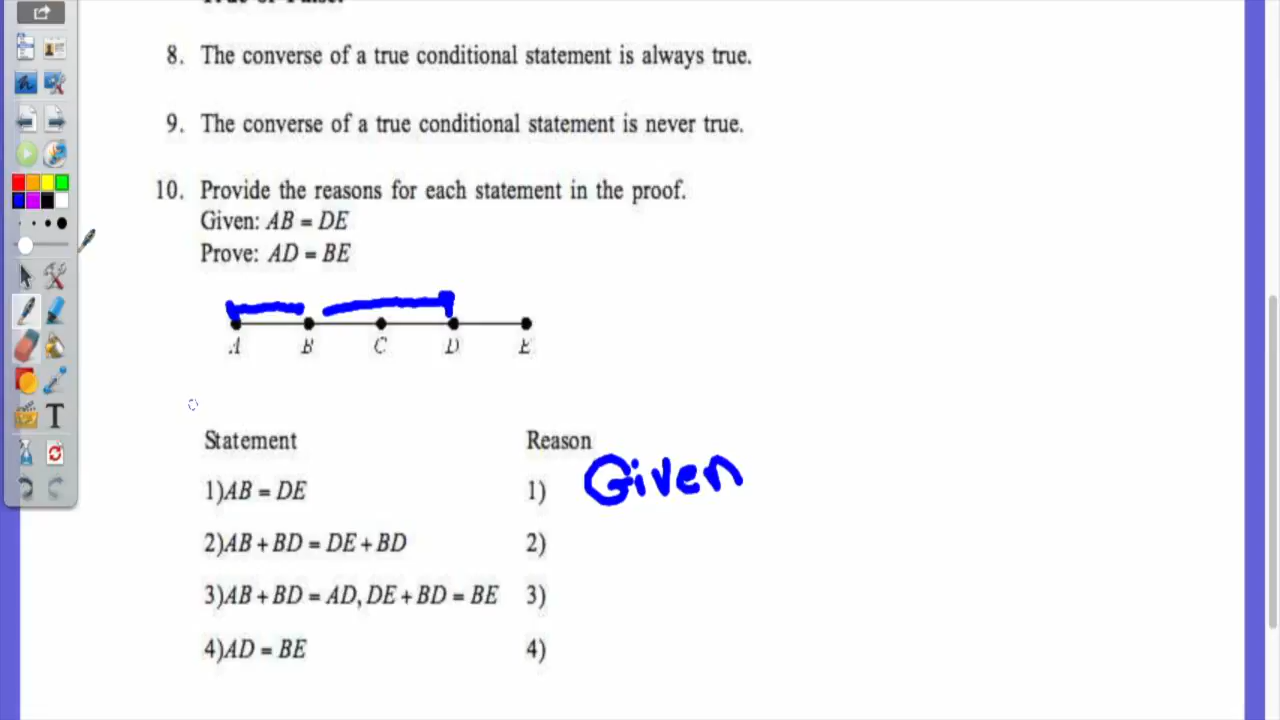 True or False.
8. The converse of a true conditional statement is always true.
9. The converse of a true conditional statement is never true.
10. Provide the reasons for each statement in the proof.
Given: AB = DE
Prove: AD = BE
A B C D E
Statement Reason
1) AB = DE 1) Given
2) AB + BD = DE + BD 2)
3) AB + BD = AD, DE + BD = BE 3)
4) AD = BE 4)
T